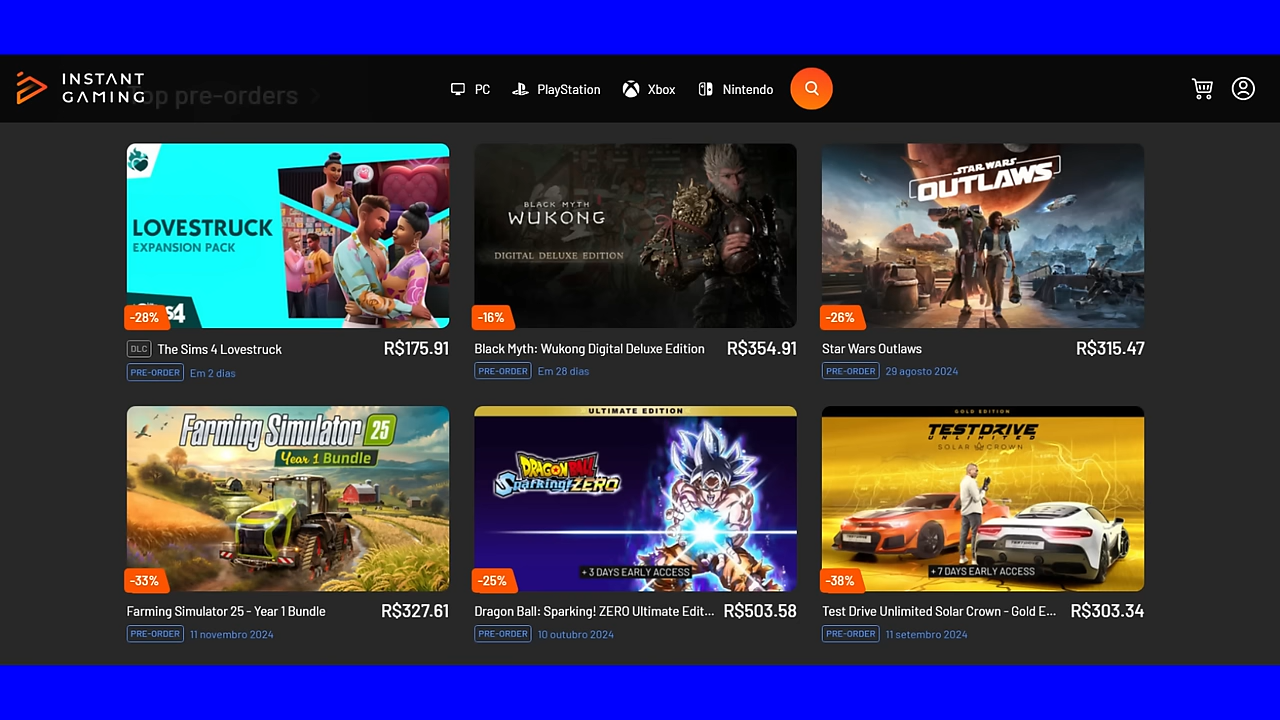 INSTANT
GAMING
Top pre-orders
PC
PlayStation
Xbox
Nintendo
LOVESTRUCK
EXPANSION PACK
-28%
DLC
The Sims 4 Lovestruck
R$175.91
PRE-ORDER
Em 2 dias
BLACK MYTH
WUKONG
DIGITAL DELUXE EDITION
-16%
Black Myth: Wukong Digital Deluxe Edition
R$354.91
PRE-ORDER
Em 28 dias
STAR WARS
OUTLAWS
-26%
Star Wars Outlaws
R$315.47
PRE-ORDER
29 agosto 2024
Farming Simulator 25
Year 1 Bundle
-33%
Farming Simulator 25 - Year 1 Bundle
R$327.61
PRE-ORDER
11 novembro 2024
ULTIMATE EDITION
DRAGON BALL
Sparking! ZERO
+ 3 DAYS EARLY ACCESS
-25%
Dragon Ball: Sparking! ZERO Ultimate Edit...
R$503.58
PRE-ORDER
10 outubro 2024
GOLD EDITION
TEST DRIVE
UNLIMITED
SOLAR CROWN
+ 7 DAYS EARLY ACCESS
-38%
Test Drive Unlimited Solar Crown - Gold E...
R$303.34
PRE-ORDER
11 setembro 2024